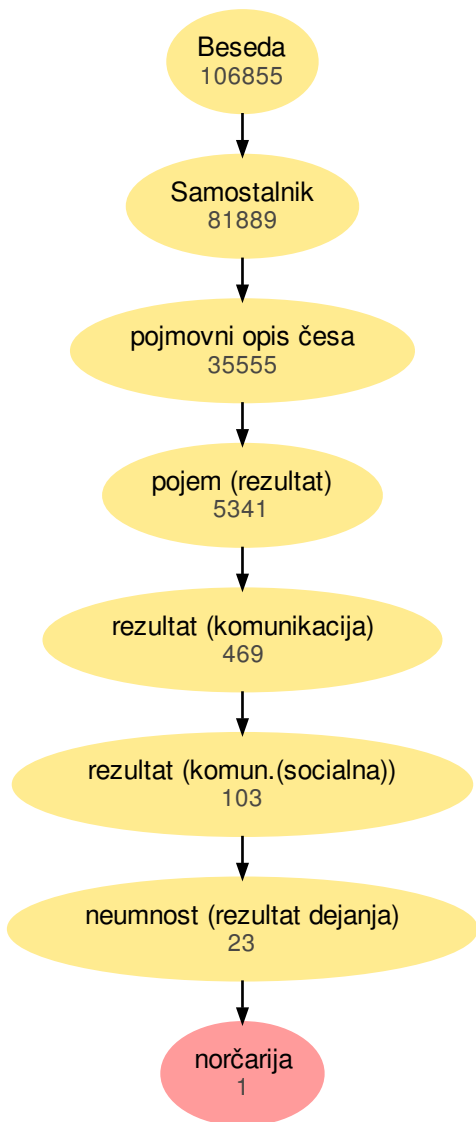 Beseda
106855
Samostalnik
81889
pojmovni opis česa
35555
pojem (rezultat)
5341
rezultat (komunikacija)
469
rezultat (komun.(socialna))
103
neumnost (rezultat dejanja)
23
norčarija
1